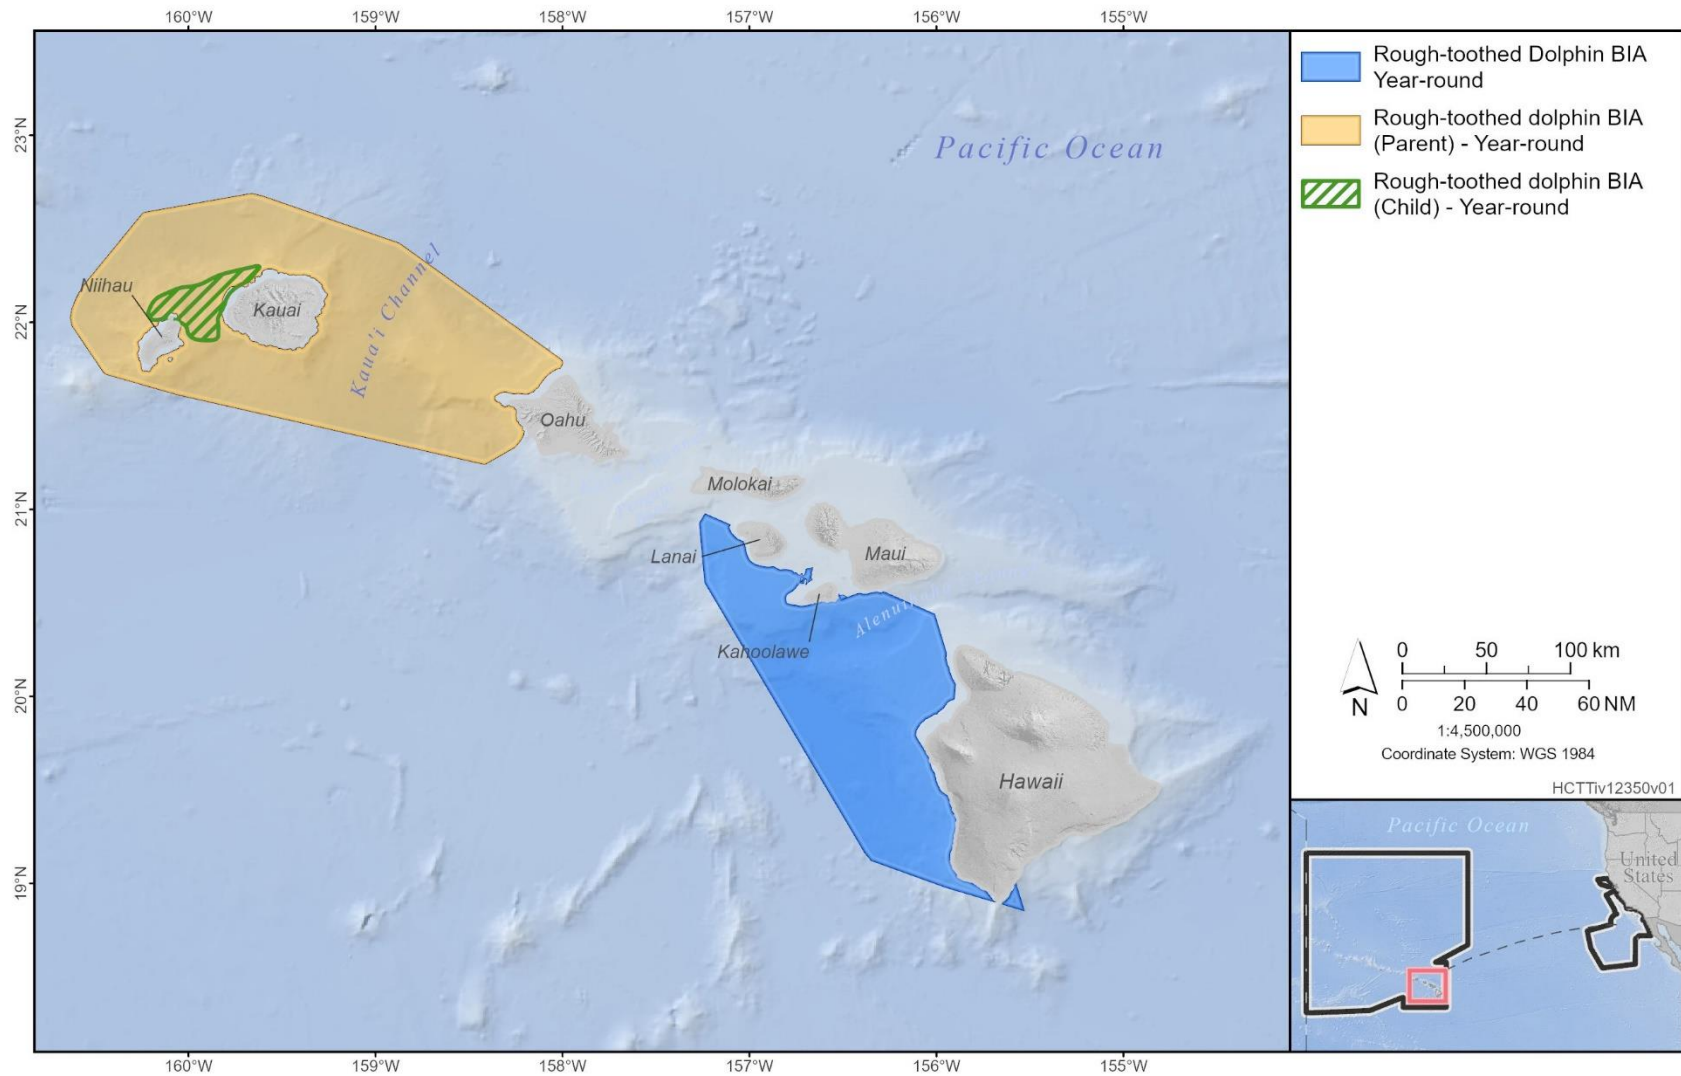 160°W 159°W 158°W 157°W 156°W 155°W
23°N
22°N
21°N
20°N
19°N
Pacific Ocean
Niihau
Kauai
Kaua'i Channel
Oahu
Molokai
Lanai
Maui
Kahoolawe
Hawaii
160°W 159°W 158°W 157°W 156°W 155°W
Rough-toothed Dolphin BIA
Year-round
Rough-toothed dolphin BIA
(Parent) - Year-round
Rough-toothed dolphin BIA
(Child) - Year-round
0 50 100 km
N
0 20 40 60 NM
1:4,500,000
Coordinate System: WGS 1984
HCTTiv12350v01
Pacific Ocean
United
States